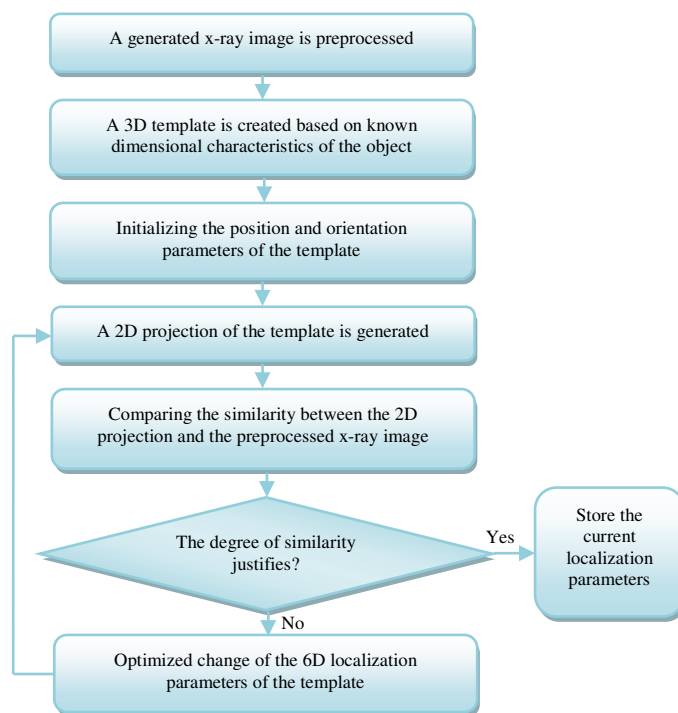 A generated x-ray image is preprocessed
A 3D template is created based on known
dimensional characteristics of the object
Initializing the position and orientation
parameters of the template
A 2D projection of the template is generated
Comparing the similarity between the 2D
projection and the preprocessed x-ray image
The degree of similarity
justifies?
Yes
Store the
current
localization
parameters
No
Optimized change of the 6D localization
parameters of the template